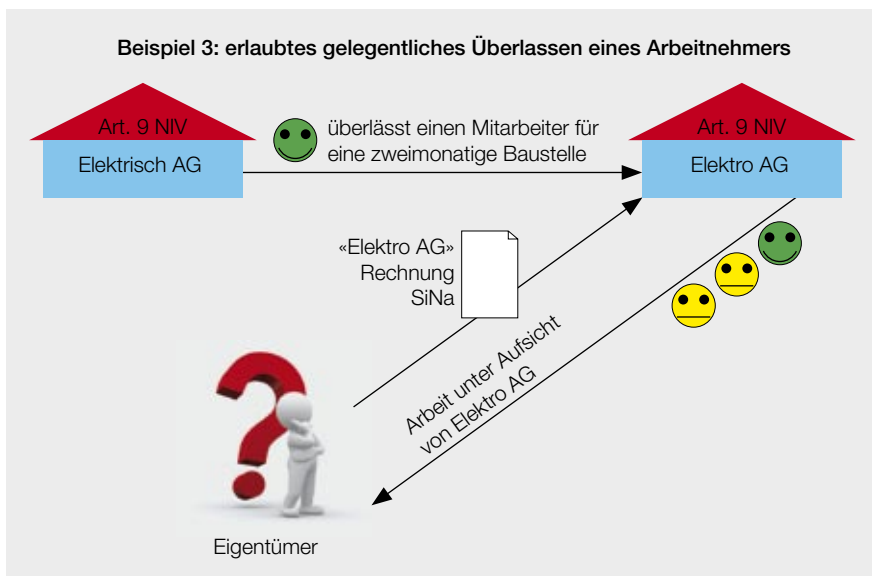 Beispiel 3: erlaubtes gelegentliches Überlassen eines Arbeitnehmers
Art. 9 NIV
Elektrisch AG
überlässt einen Mitarbeiter für
eine zweimonatige Baustelle
Art. 9 NIV
Elektro AG
«Elektro AG»
Rechnung
SiNa
Arbeit unter Aufsicht
von Elektro AG
Eigentümer